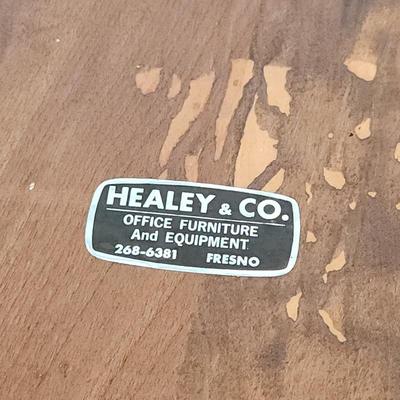 HEALEY & CO.
OFFICE FURNITURE
And EQUIPMENT
268-6381 FRESNO